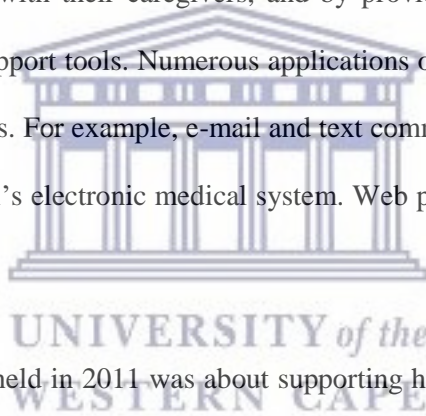 with their caregivers, and by provi
pport tools. Numerous applications o
s. For example, e-mail and text com
's electronic medical system. Web p
UNIVERSITY of the
held in 2011 was about supporting h
WESTERN CAPE